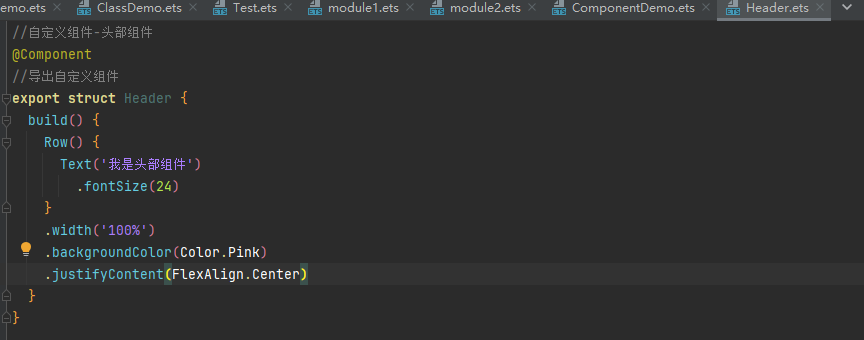 emo.ets ClassDemo.ets Test.ets module1.ets module2.ets ComponentDemo.ets Header.ets
//自定义组件-头部组件
@Component
//导出自定义组件
export struct Header {
build() {
Row() {
Text('我是头部组件')
.fontSize(24)
}
.width('100%')
.backgroundColor(Color.Pink)
.justifyContent(FlexAlign.Center)
}
}